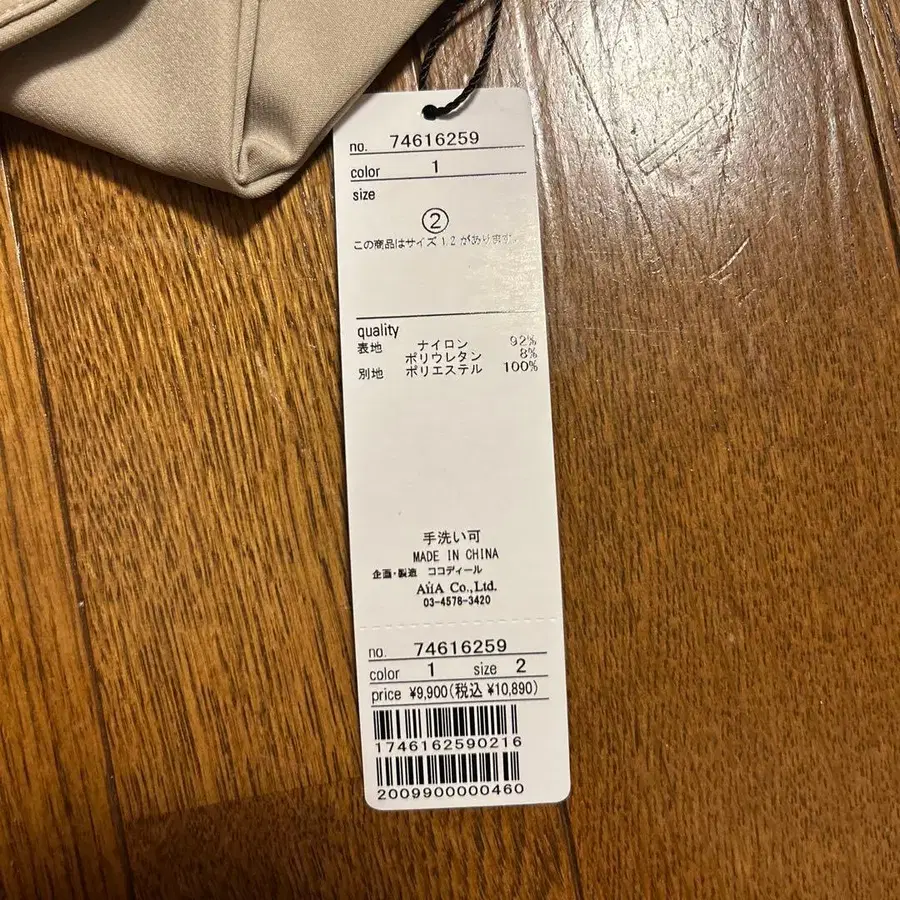 no. 74616259
color 1
size
②
この商品はサイズ 1,2 があります。
quality
表地 ナイロン 92%
ポリウレタン 8%
別地 ポリエステル 100%
手洗い可
MADE IN CHINA
企画・製造 ココディール
AiiA Co.,Ltd.
03-4578-3420
no. 74616259
color 1 size 2
price ¥9,900(税込 ¥10,890)
1746162590216
2009900000460